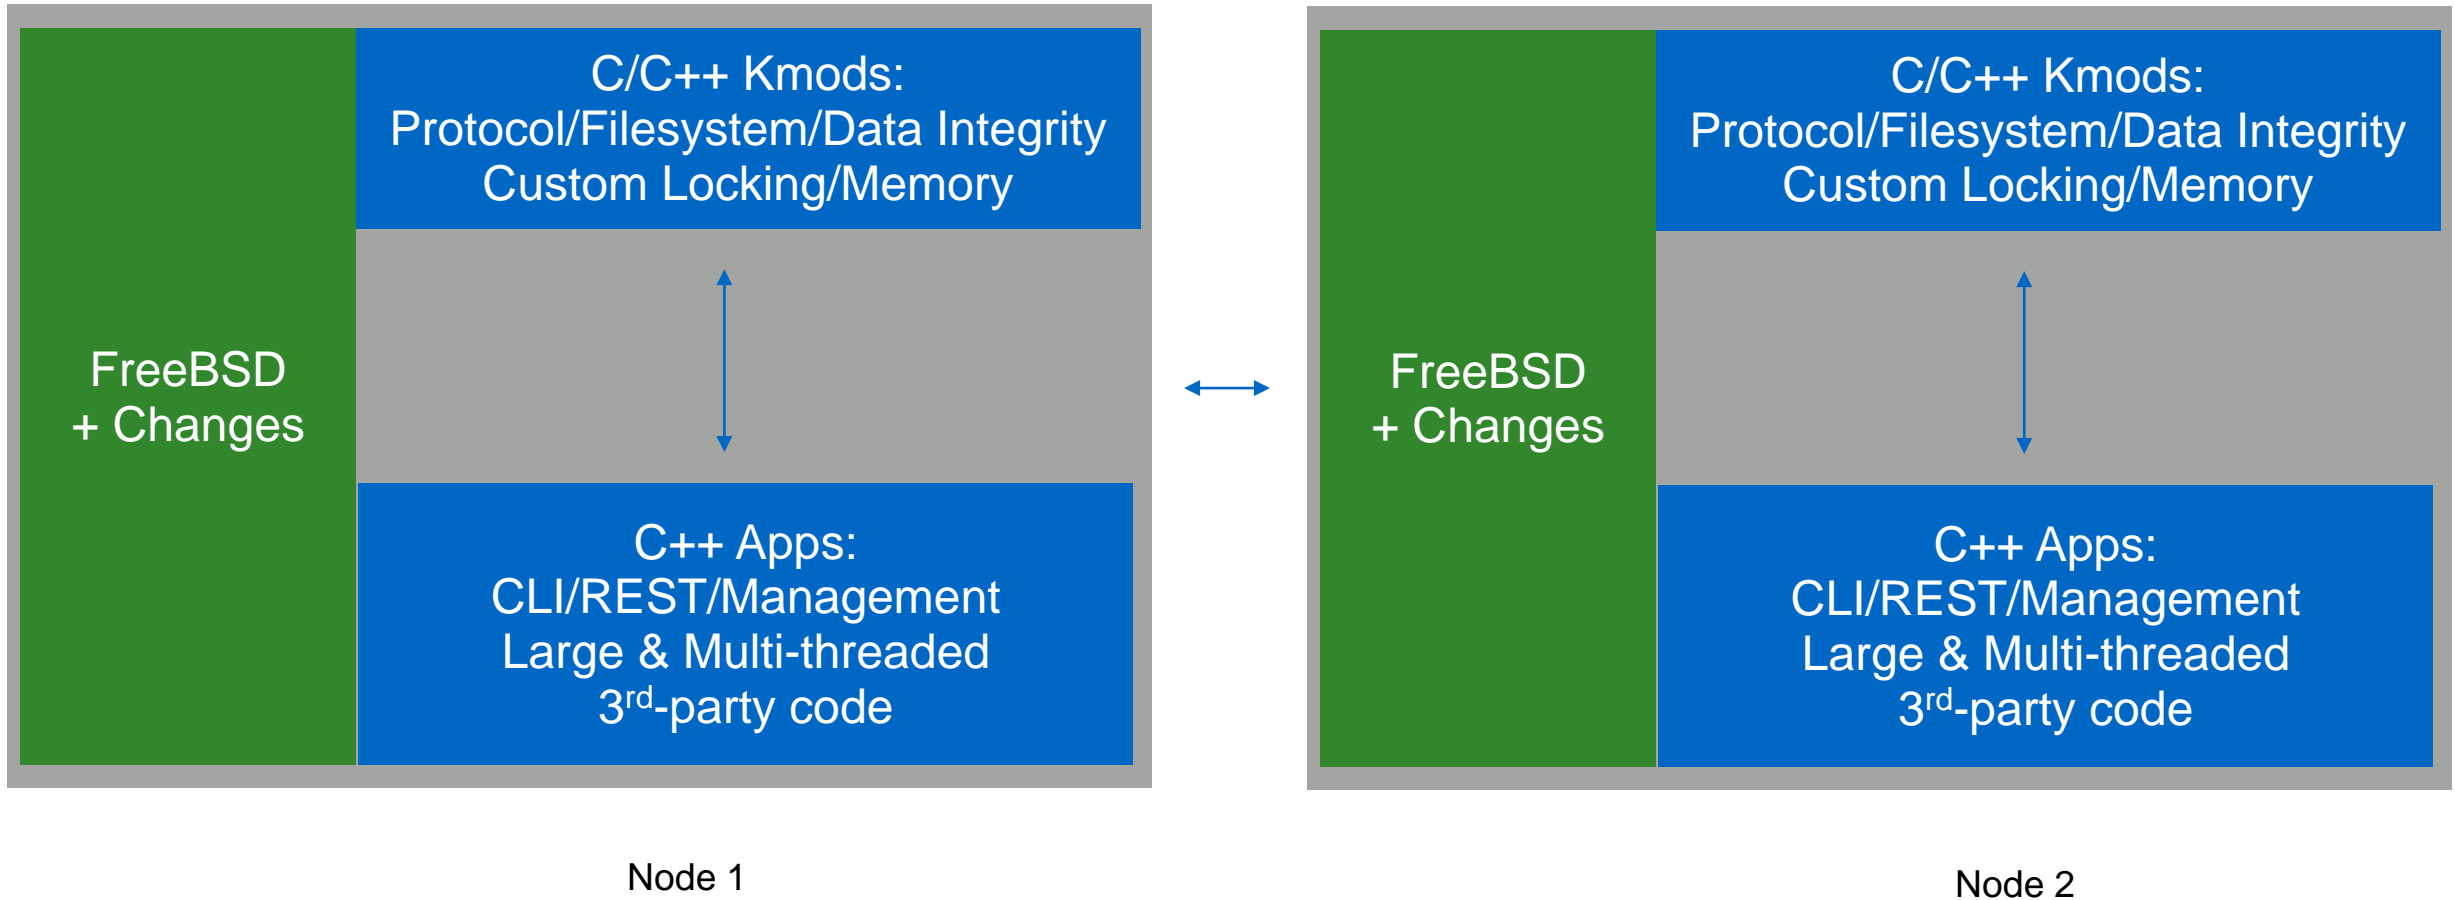 FreeBSD
+ Changes
C/C++ Kmods:
Protocol/Filesystem/Data Integrity
Custom Locking/Memory
C++ Apps:
CLI/REST/Management
Large & Multi-threaded
3rd-party code
Node 1
FreeBSD
+ Changes
C/C++ Kmods:
Protocol/Filesystem/Data Integrity
Custom Locking/Memory
C++ Apps:
CLI/REST/Management
Large & Multi-threaded
3rd-party code
Node 2